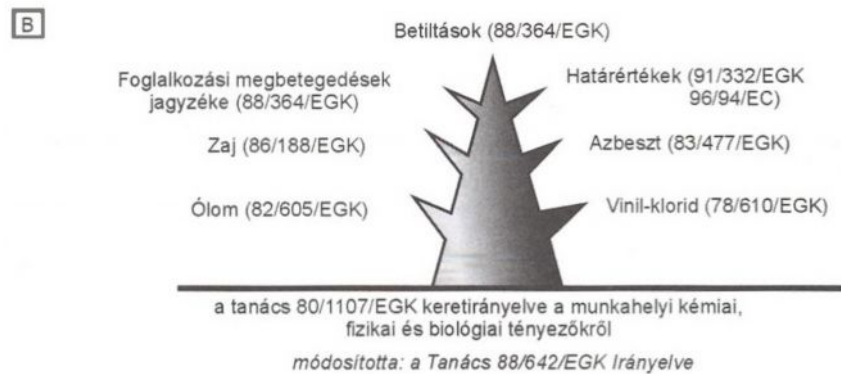 B
Betiltások (88/364/EGK)
Foglalkozási megbetegedések
jagyzéke (88/364/EGK)
Határértékek (91/332/EGK
96/94/EC)
Zaj (86/188/EGK)
Azbeszt (83/477/EGK)
Ólom (82/605/EGK)
Vinil-klorid (78/610/EGK)
a tanács 80/1107/EGK keretirányelve a munkahelyi kémiai,
fizikai és biológiai tényezőkről
módosította: a Tanács 88/642/EGK Irányelve